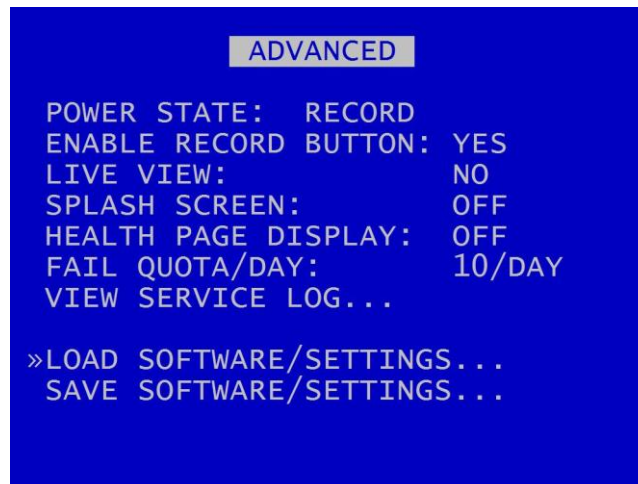 ADVANCED
POWER STATE: RECORD
ENABLE RECORD BUTTON: YES
LIVE VIEW: NO
SPLASH SCREEN: OFF
HEALTH PAGE DISPLAY: OFF
FAIL QUOTA/DAY: 10/DAY
VIEW SERVICE LOG...
»LOAD SOFTWARE/SETTINGS...
SAVE SOFTWARE/SETTINGS...